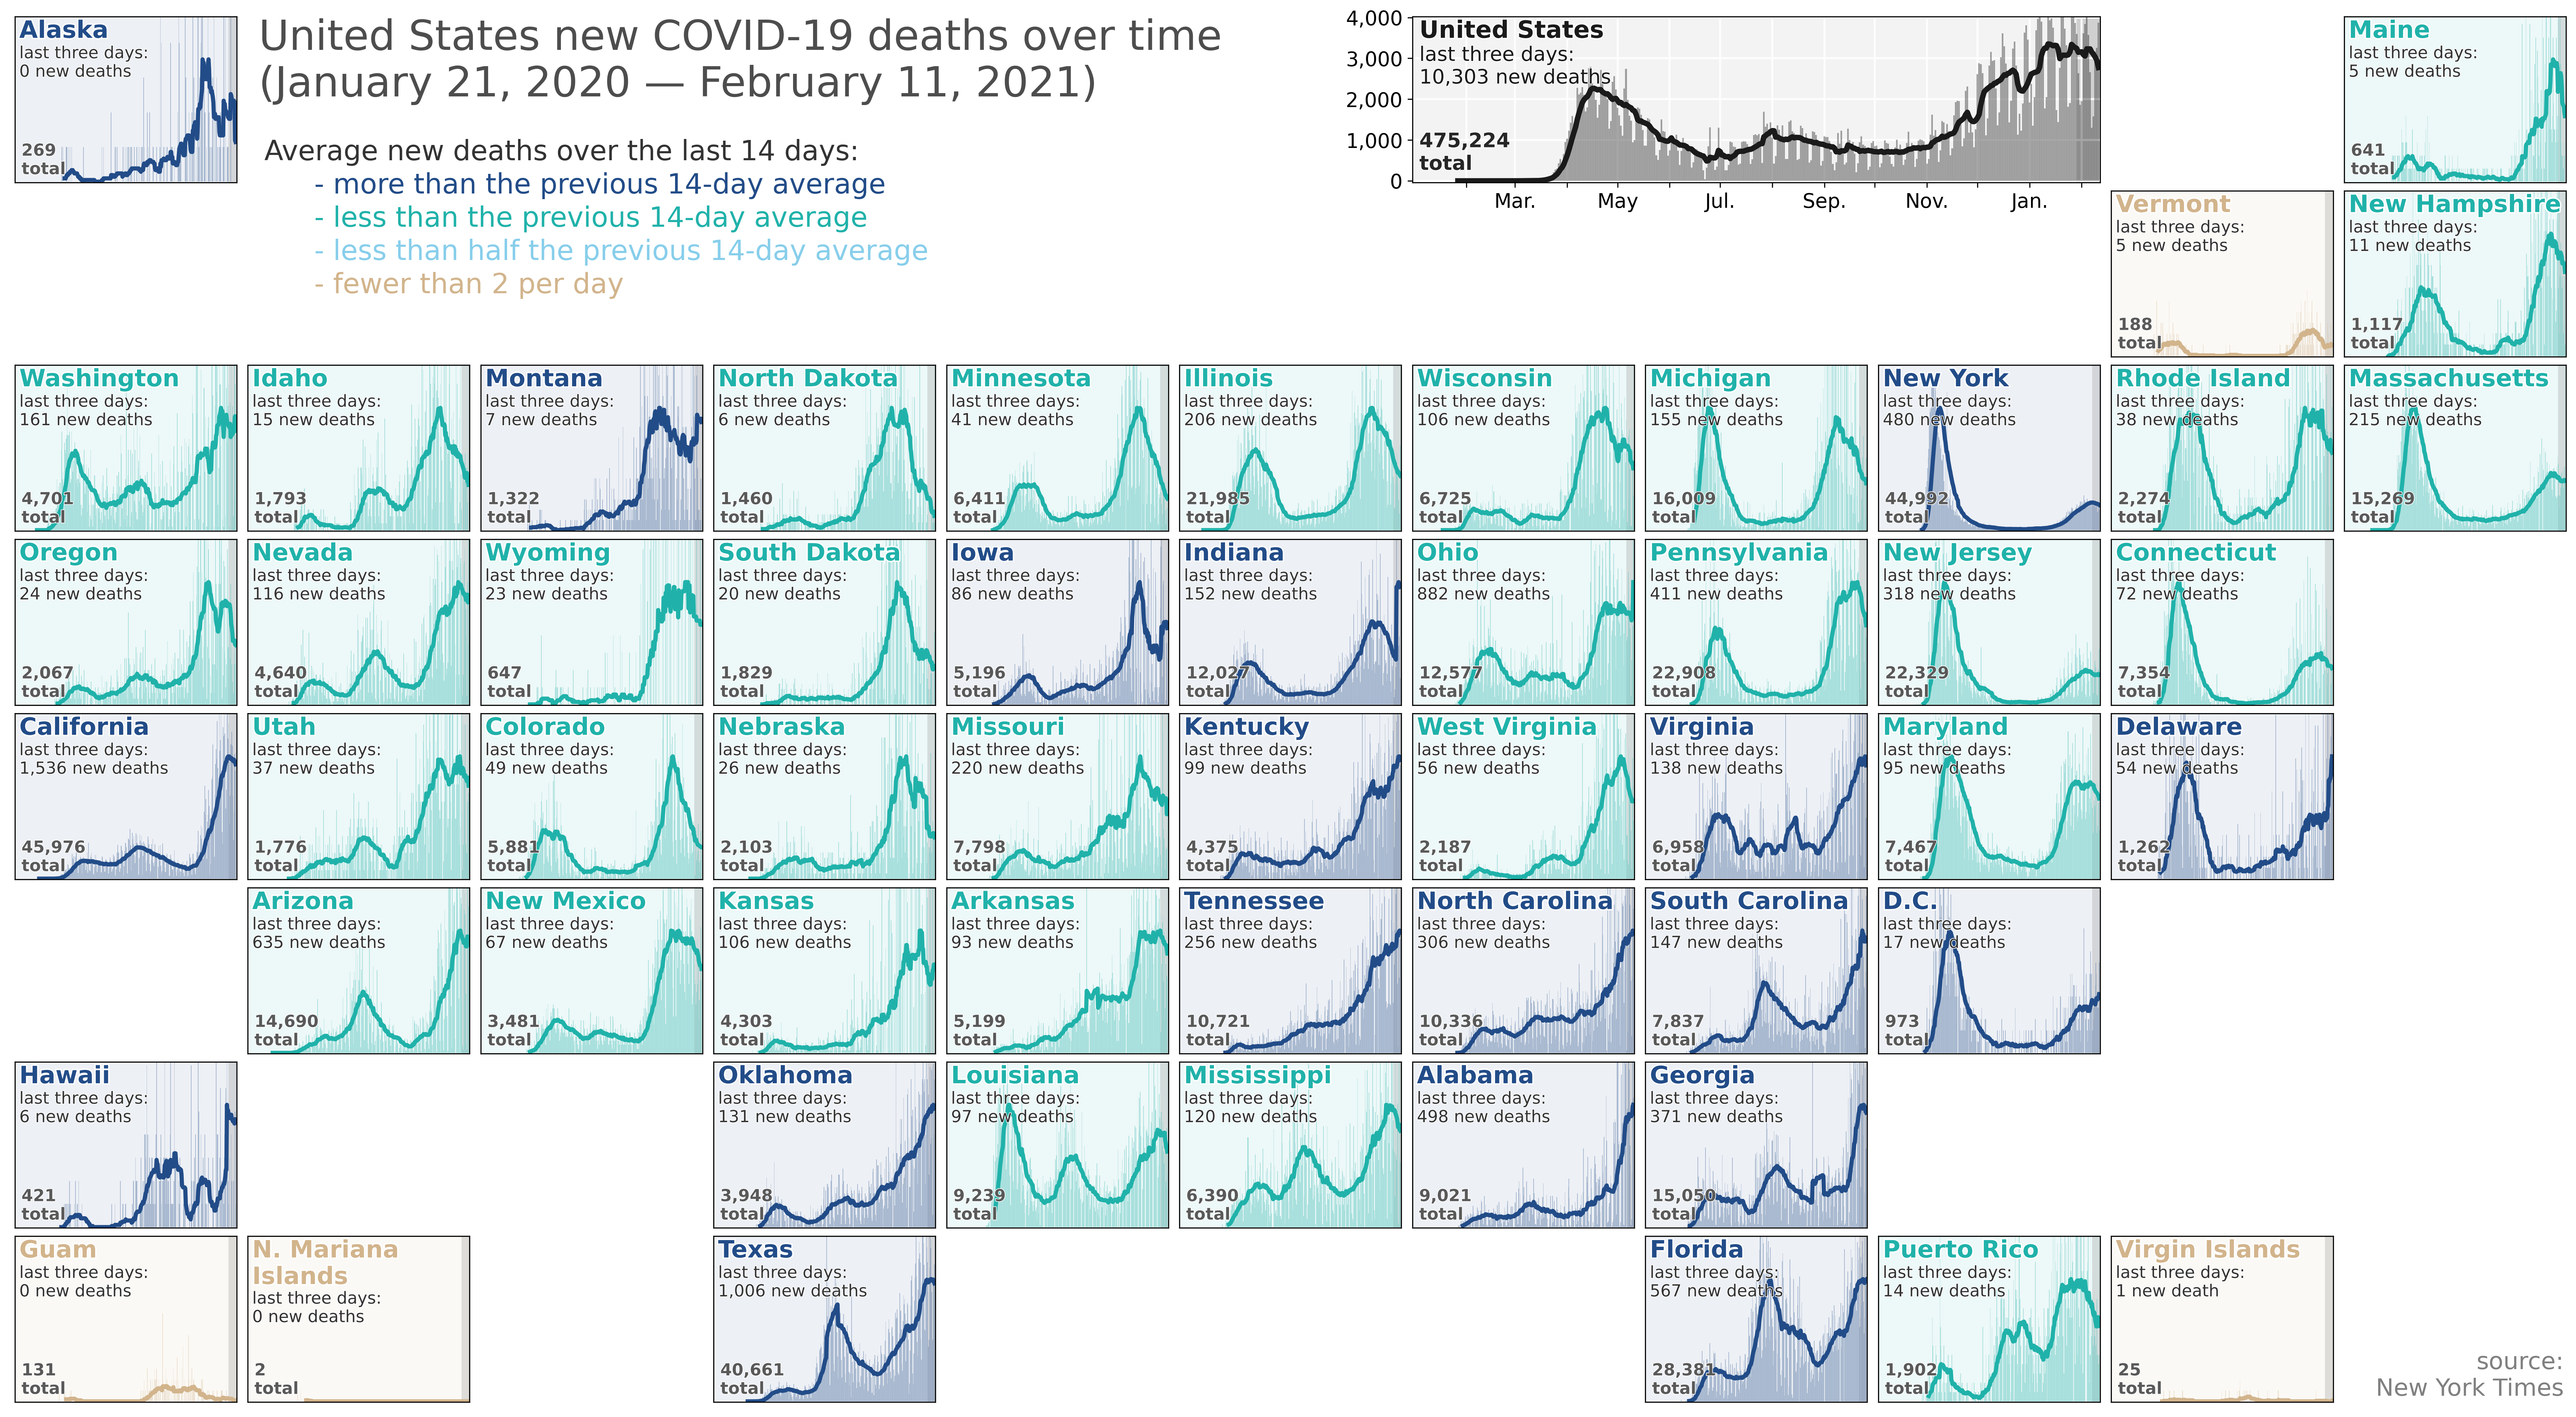 Alaska
last three days:
0 new deaths
269
total
United States new COVID-19 deaths over time
(January 21, 2020 — February 11, 2021)
Average new deaths over the last 14 days:
- more than the previous 14-day average
- less than the previous 14-day average
- less than half the previous 14-day average
- fewer than 2 per day
4,000
3,000
2,000
1,000
0
United States
last three days:
10,303 new deaths
475,224
total
Mar.
May
Jul.
Sep.
Nov.
Jan.
Maine
last three days:
5 new deaths
641
total
Vermont
last three days:
5 new deaths
188
total
New Hampshire
last three days:
11 new deaths
1,117
total
Washington
last three days:
161 new deaths
4,701
total
Idaho
last three days:
15 new deaths
1,793
total
Montana
last three days:
7 new deaths
1,322
total
North Dakota
last three days:
6 new deaths
1,460
total
Minnesota
last three days:
41 new deaths
6,411
total
Illinois
last three days:
206 new deaths
21,985
total
Wisconsin
last three days:
106 new deaths
6,725
total
Michigan
last three days:
155 new deaths
16,009
total
New York
last three days:
480 new deaths
44,992
total
Rhode Island
last three days:
38 new deaths
2,274
total
Massachusetts
last three days:
215 new deaths
15,269
total
Oregon
last three days:
24 new deaths
2,067
total
Nevada
last three days:
116 new deaths
4,640
total
Wyoming
last three days:
23 new deaths
647
total
South Dakota
last three days:
20 new deaths
1,829
total
Iowa
last three days:
86 new deaths
5,196
total
Indiana
last three days:
152 new deaths
12,027
total
Ohio
last three days:
882 new deaths
12,577
total
Pennsylvania
last three days:
411 new deaths
22,908
total
New Jersey
last three days:
318 new deaths
22,329
total
Connecticut
last three days:
72 new deaths
7,354
total
California
last three days:
1,536 new deaths
45,976
total
Utah
last three days:
37 new deaths
1,776
total
Colorado
last three days:
49 new deaths
5,881
total
Nebraska
last three days:
26 new deaths
2,103
total
Missouri
last three days:
220 new deaths
7,798
total
Kentucky
last three days:
99 new deaths
4,375
total
West Virginia
last three days:
56 new deaths
2,187
total
Virginia
last three days:
138 new deaths
6,958
total
Maryland
last three days:
95 new deaths
7,467
total
Delaware
last three days:
54 new deaths
1,262
total
Arizona
last three days:
635 new deaths
14,690
total
New Mexico
last three days:
67 new deaths
3,481
total
Kansas
last three days:
106 new deaths
4,303
total
Arkansas
last three days:
93 new deaths
5,199
total
Tennessee
last three days:
256 new deaths
10,721
total
North Carolina
last three days:
306 new deaths
10,336
total
South Carolina
last three days:
147 new deaths
7,837
total
D.C.
last three days:
17 new deaths
973
total
Hawaii
last three days:
6 new deaths
421
total
Oklahoma
last three days:
131 new deaths
3,948
total
Louisiana
last three days:
97 new deaths
9,239
total
Mississippi
last three days:
120 new deaths
6,390
total
Alabama
last three days:
498 new deaths
9,021
total
Georgia
last three days:
371 new deaths
15,050
total
Guam
last three days:
0 new deaths
131
total
N. Mariana
Islands
last three days:
0 new deaths
2
total
Texas
last three days:
1,006 new deaths
40,661
total
Florida
last three days:
567 new deaths
28,381
total
Puerto Rico
last three days:
14 new deaths
1,902
total
Virgin Islands
last three days:
1 new death
25
total
source:
New York Times